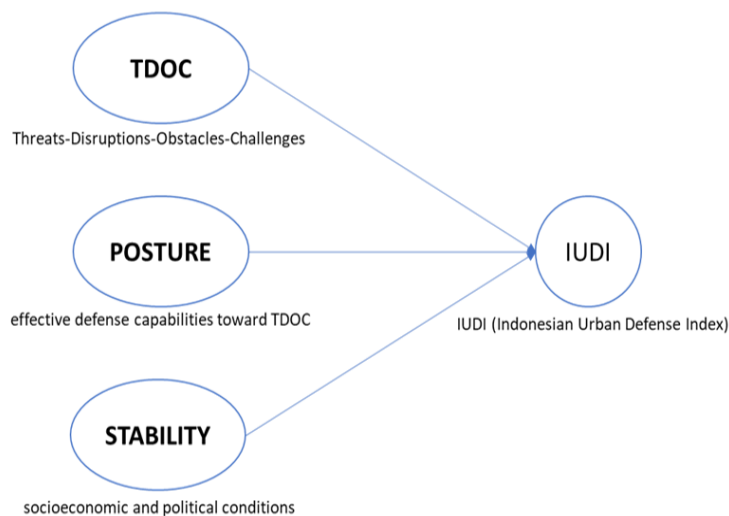 TDOC
Threats-Disruptions-Obstacles-Challenges
POSTURE
effective defense capabilities toward TDOC
IUDI
IUDI (Indonesian Urban Defense Index)
STABILITY
socioeconomic and political conditions